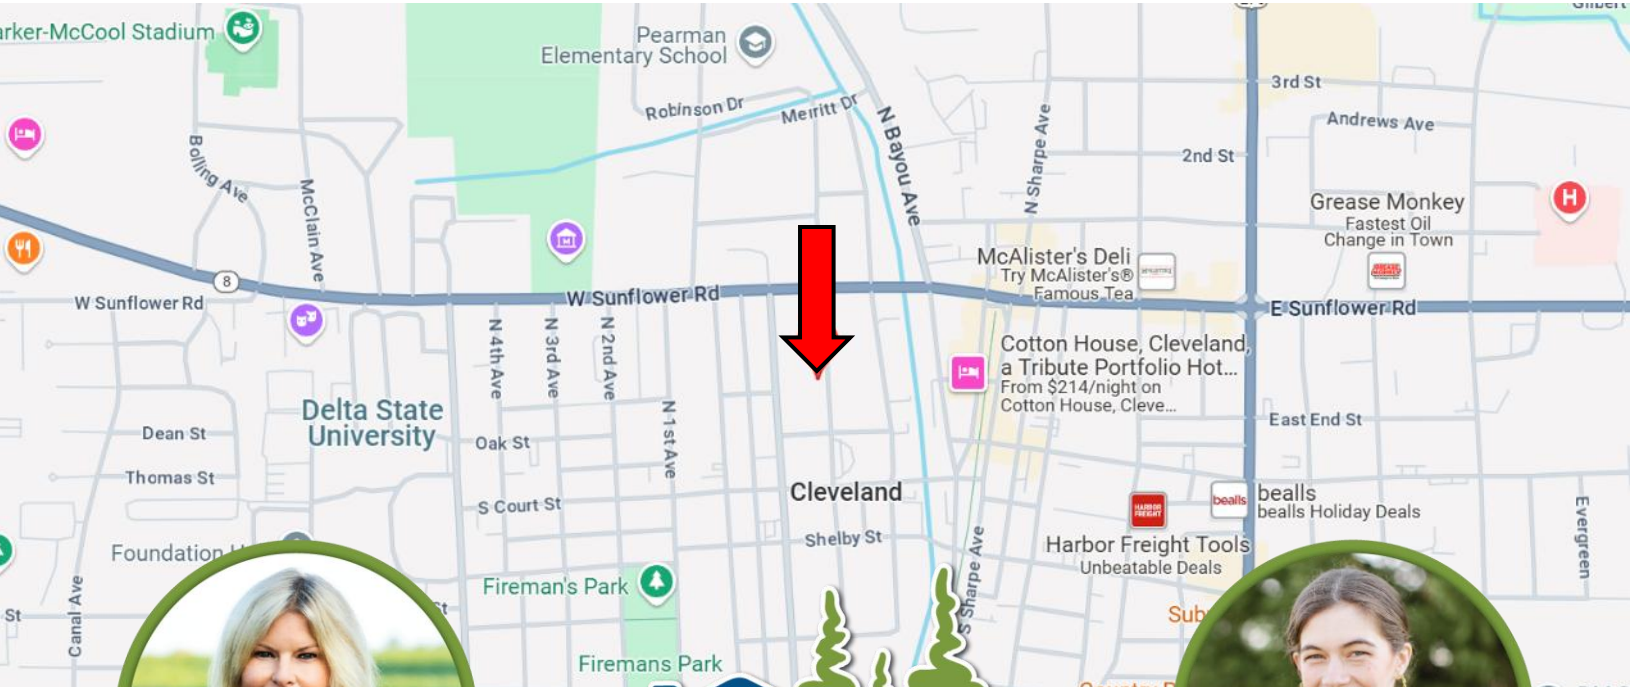 arker-McCool Stadium
Pearman
Elementary School
Robinson Dr
Merritt Dr
N Bayou Ave
N Sharpe Ave
3rd St
Andrews Ave
2nd St
Bolling Ave
McClain Ave
Grease Monkey
Fastest Oil
Change in Town
H
McAlister's Deli
Try McAlister's®
Famous Tea
8
W Sunflower Rd
W Sunflower Rd
E Sunflower Rd
N 4th Ave
N 3rd Ave
N 2nd Ave
N 1st Ave
Cotton House, Cleveland,
a Tribute Portfolio Hot...
From $214/night on
Cotton House, Cleve...
Delta State
University
Dean St
Oak St
East End St
Thomas St
S Court St
Cleveland
bealls
bealls
bealls Holiday Deals
HARBOR
FREIGHT
Harbor Freight Tools
Unbeatable Deals
Shelby St
Evergreen
Foundation
Fireman's Park
Canal Ave
S Sharpe Ave
St
St
Sub
Firemans Park